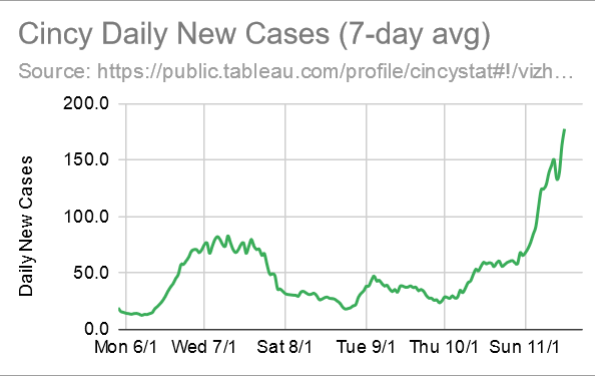 Cincy Daily New Cases (7-day avg)
Source: https://public.tableau.com/profile/cincystat#!/vizh…
200.0
150.0
100.0
50.0
0.0
Daily New Cases
Mon 6/1 Wed 7/1 Sat 8/1 Tue 9/1 Thu 10/1 Sun 11/1